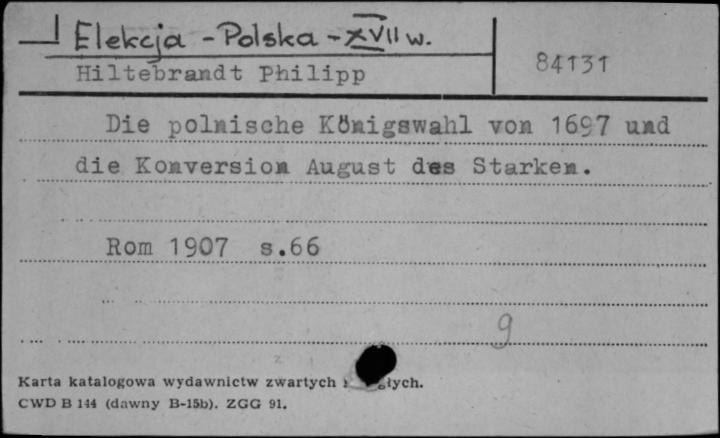 Elekcja - Polska - XVII w.
Hiltebrandt Philipp
84131
Die polnische Königswahl von 1697 und
die Konversion August des Starken.
Rom 1907 s.66
9
Karta katalogowa wydawnictw zwartych
CWD B 144 (dawny B-15b). ZGG 91.